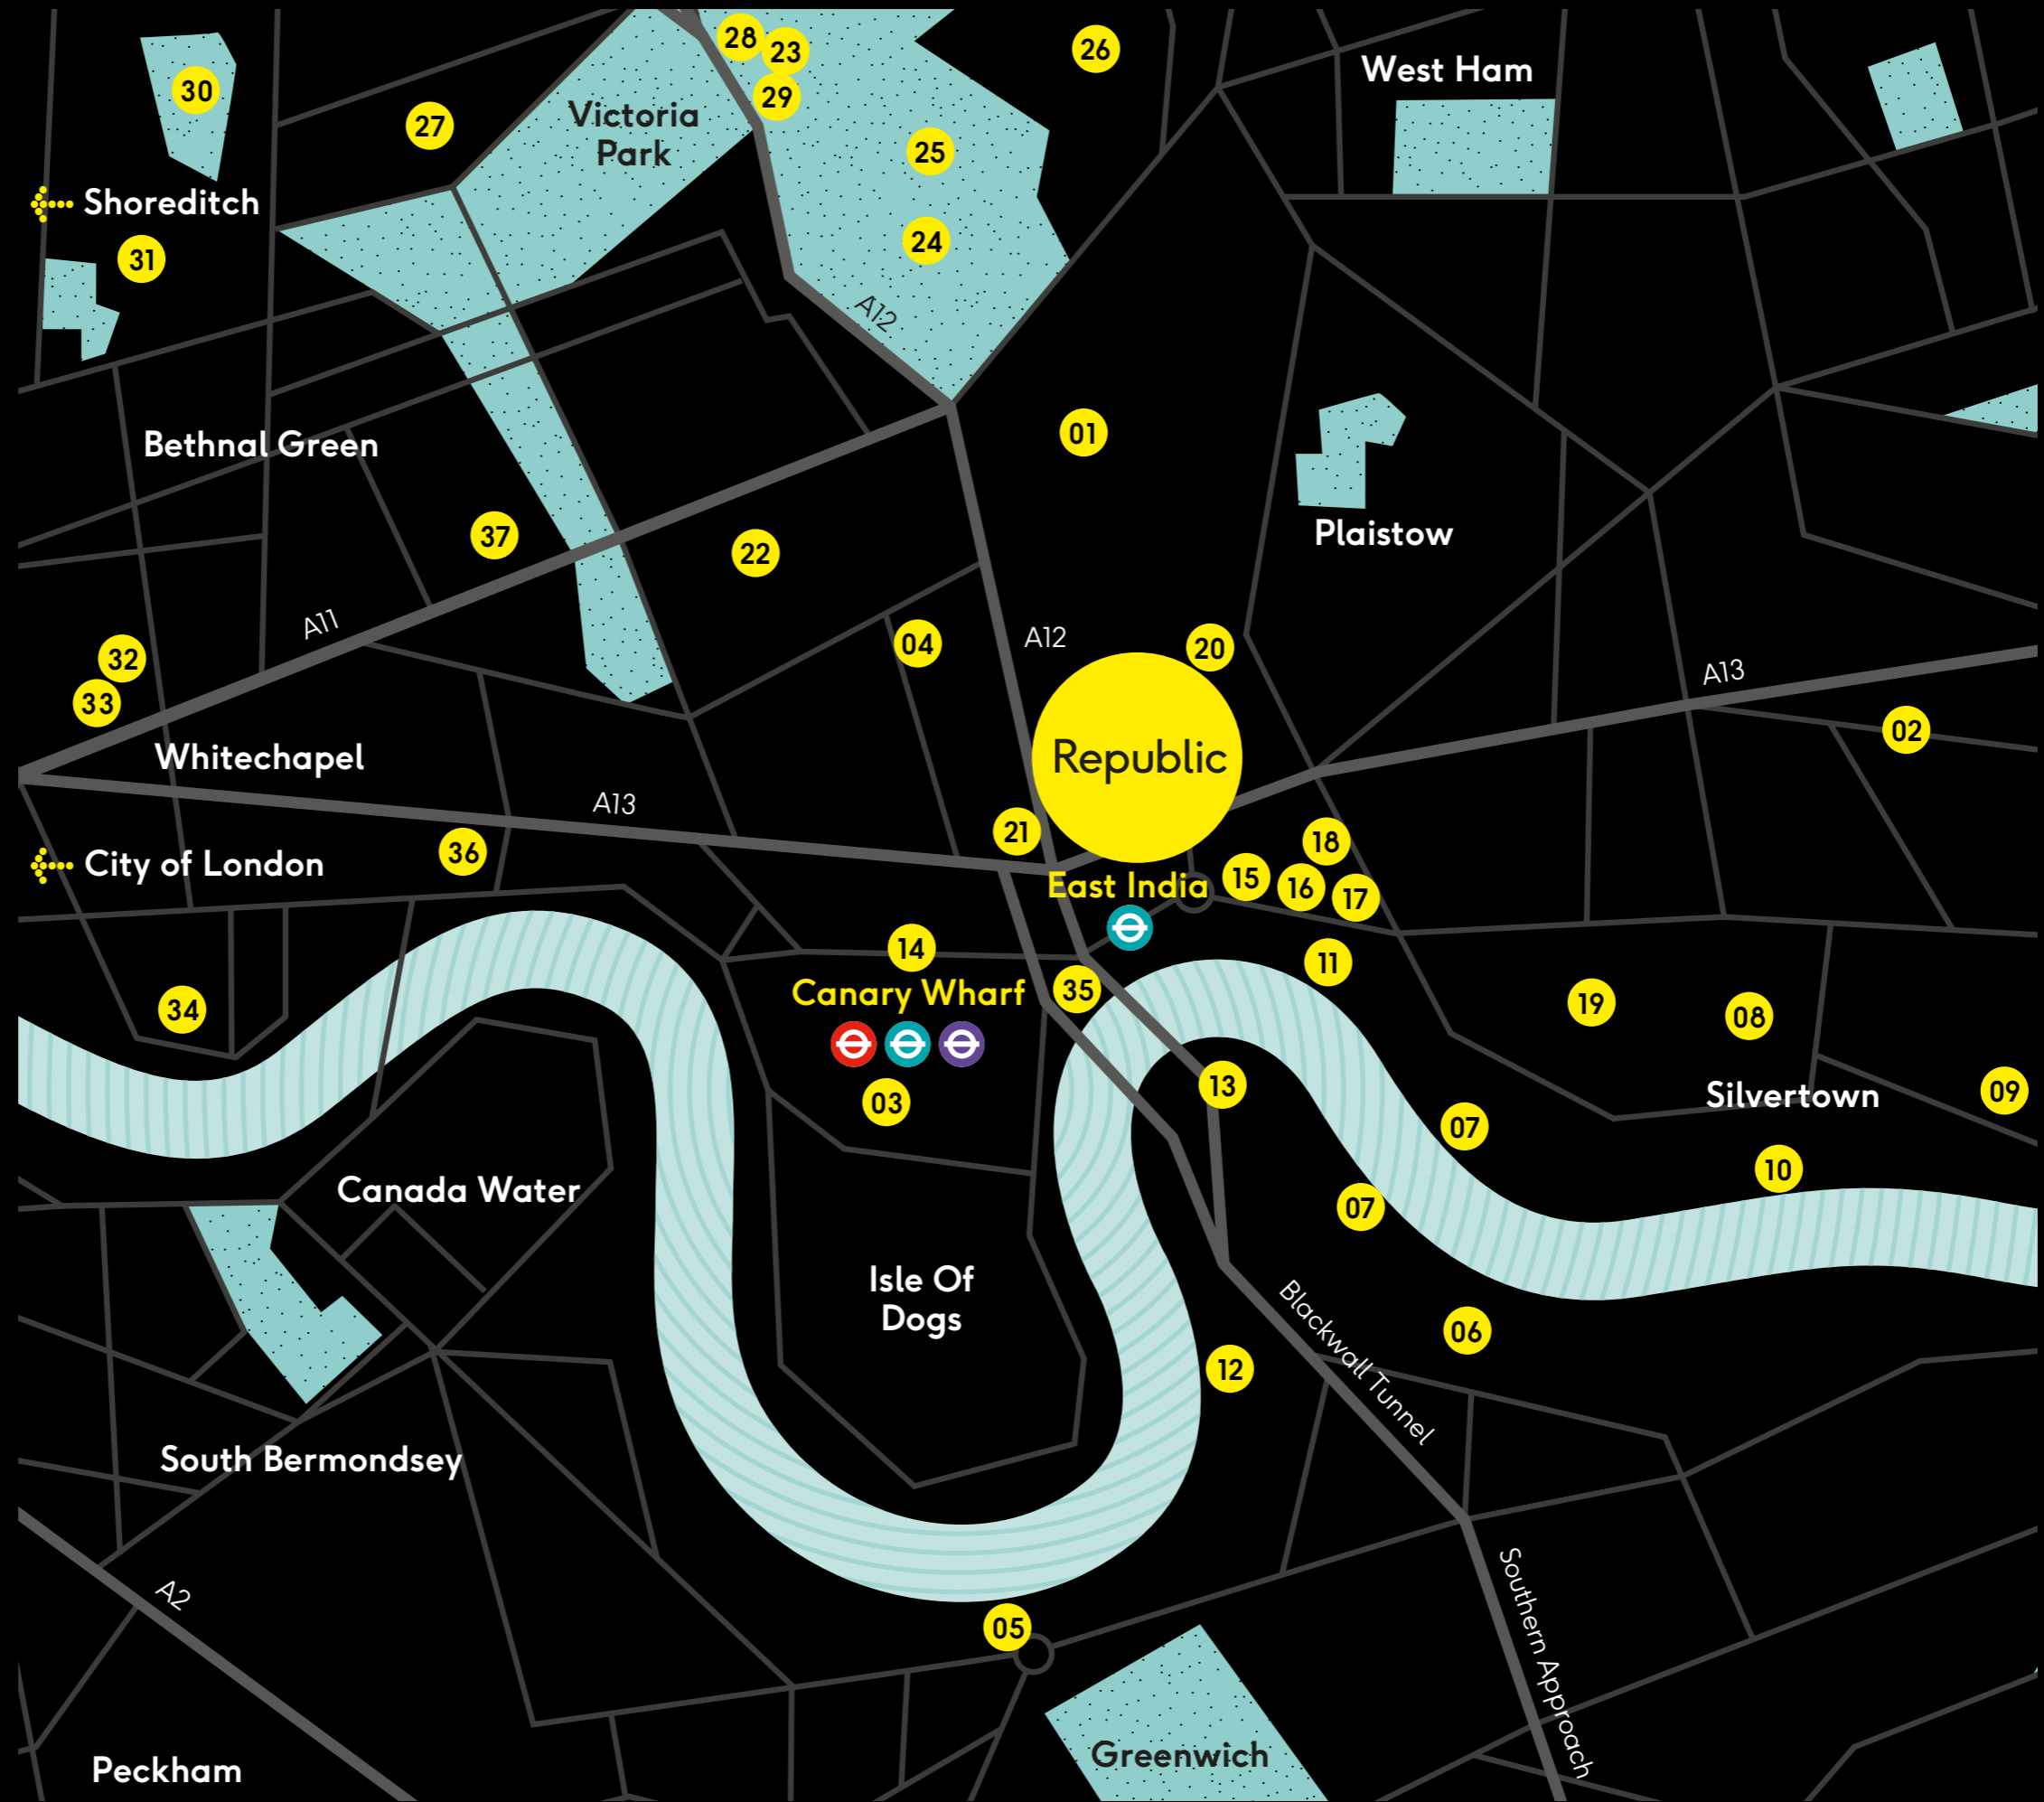 28
23
26
West Ham
30
29
Victoria
Park
27
25
Shoreditch
24
31
A12
01
Bethnal Green
Plaistow
37
22
A11
A12
04
20
32
A13
33
02
Republic
Whitechapel
A13
21
18
36
City of London
East India
15
16
17
14
11
Canary Wharf
35
34
19
08
13
03
Silvertown
09
07
10
Canada Water
07
Isle Of
Dogs
06
Blackwall Tunnel
12
South Bermondsey
A2
05
Southern Approach
Greenwich
Peckham